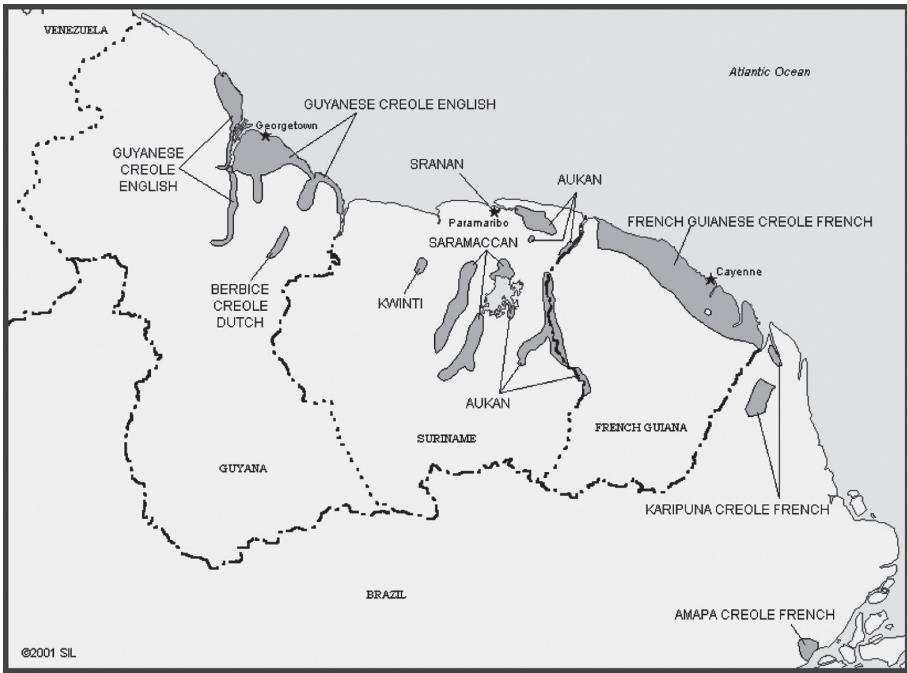 VENEZUELA
Atlantic Ocean
GUYANESE CREOLE ENGLISH
Georgetown
GUYANESE
CREOLE
ENGLISH
SRANAN
AUKAN
Paramaribo
FRENCH GUIANESE CREOLE FRENCH
SARAMACCAN
Cayenne
BERBICE
CREOLE
DUTCH
KWINTI
AUKAN
SURINAME
FRENCH GUIANA
GUYANA
KARIPUNA CREOLE FRENCH
BRAZIL
AMAPA CREOLE FRENCH
©2001 SIL